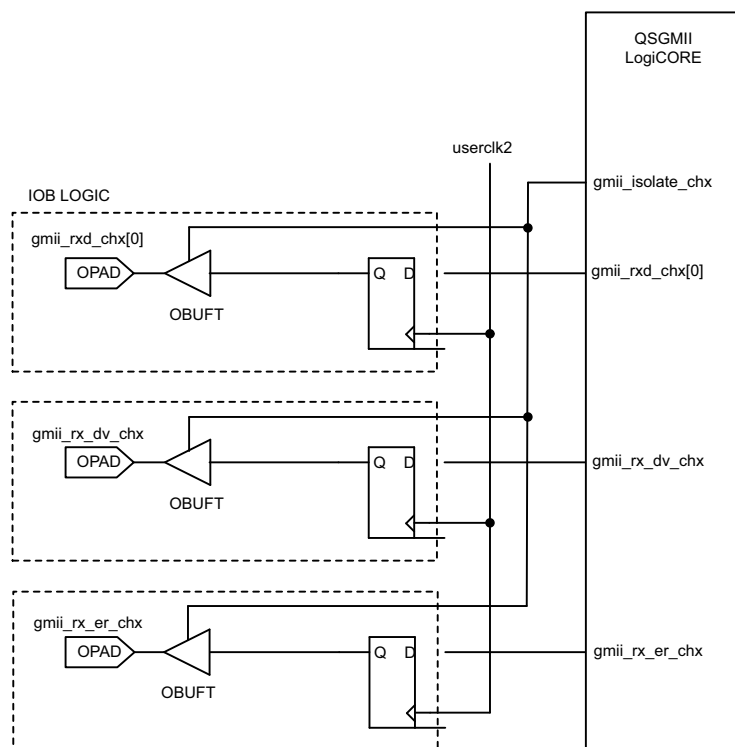 QSGMII
LogiCORE
userclk2
gmii_isolate_chx
IOB LOGIC
gmii_rxd_chx[0]
OPAD
Q D
gmii_rxd_chx[0]
OBUFT
gmii_rx_dv_chx
OPAD
Q D
gmii_rx_dv_chx
OBUFT
gmii_rx_er_chx
OPAD
Q D
gmii_rx_er_chx
OBUFT